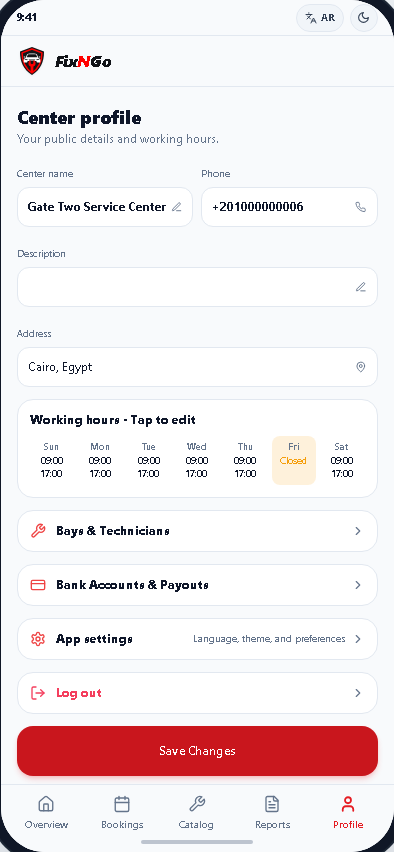 9:41
AR
FixNGo
Center profile
Your public details and working hours.
Center name
Phone
Gate Two Service Center
+201000000006
Description
Address
Cairo, Egypt
Working hours - Tap to edit
Sun Mon Tue Wed Thu Fri Sat
09:00 09:00 09:00 09:00 09:00 Closed 09:00
17:00 17:00 17:00 17:00 17:00 17:00
Bays & Technicians
Bank Accounts & Payouts
App settings
Language, theme, and preferences
Log out
Save Changes
Overview
Bookings
Catalog
Reports
Profile